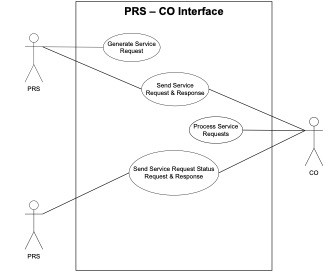 PRS – CO Interface
Generate Service
Request
PRS
Send Service
Request & Response
Process Service
Requests
CO
Send Service Request Status
Request & Response
PRS